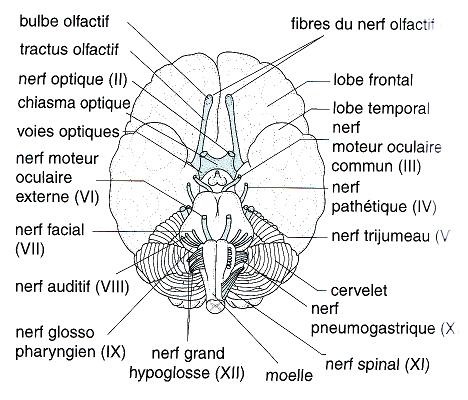 bulbe olfactif
tractus olfactif
nerf optique (II)
chiasma optique
voies optiques
nerf moteur
oculaire
externe (VI)
nerf facial
(VII)
nerf auditif (VIII)
nerf glosso
pharyngien (IX)
nerf grand
hypoglosse (XII)
moelle
fibres du nerf olfactif
lobe frontal
lobe temporal
nerf
moteur oculaire
commun (III)
nerf
pathétique (IV)
nerf trijumeau (V
cervelet
nerf
pneumogastrique (X
nerf spinal (XI)